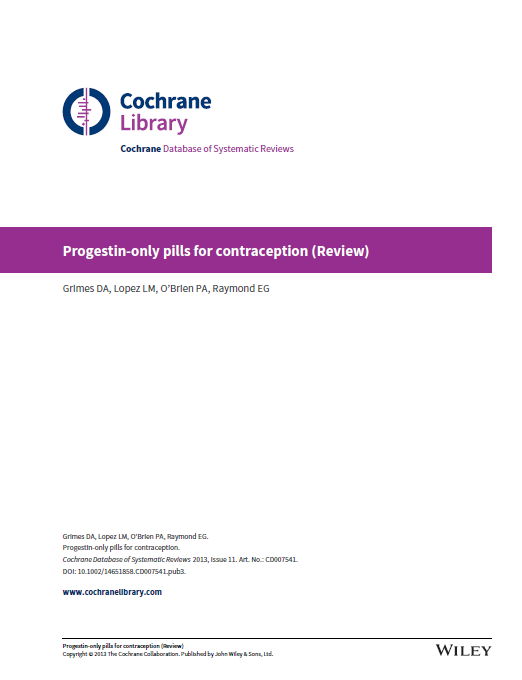 Cochrane
Library
Cochrane Database of Systematic Reviews
Progestin-only pills for contraception (Review)
Grimes DA, Lopez LM, O'Brien PA, Raymond EG
Grimes DA, Lopez LM, O'Brien PA, Raymond EG.
Progestin-only pills for contraception.
Cochrane Database of Systematic Reviews 2013, Issue 11. Art. No.: CD007541.
DOI: 10.1002/14651858.CD007541.pub3.
www.cochranelibrary.com
Progestin-only pills for contraception (Review)
Copyright © 2013 The Cochrane Collaboration. Published by John Wiley & Sons, Ltd.
WILEY